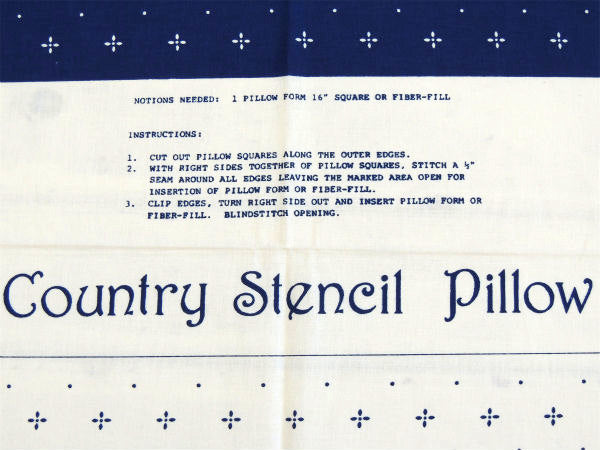 NOTIONS NEEDED: 1 PILLOW FORM 16" SQUARE OR FIBER-FILL
INSTRUCTIONS:
1. CUT OUT PILLOW SQUARES ALONG THE OUTER EDGES.
2. WITH RIGHT SIDES TOGETHER OF PILLOW SQUARES, STITCH A ½"
SEAM AROUND ALL EDGES LEAVING THE MARKED AREA OPEN FOR
INSERTION OF PILLOW FORM OR FIBER-FILL.
3. CLIP EDGES, TURN RIGHT SIDE OUT AND INSERT PILLOW FORM OR
FIBER-FILL. BLINDSTITCH OPENING.
Country Stencil Pillow